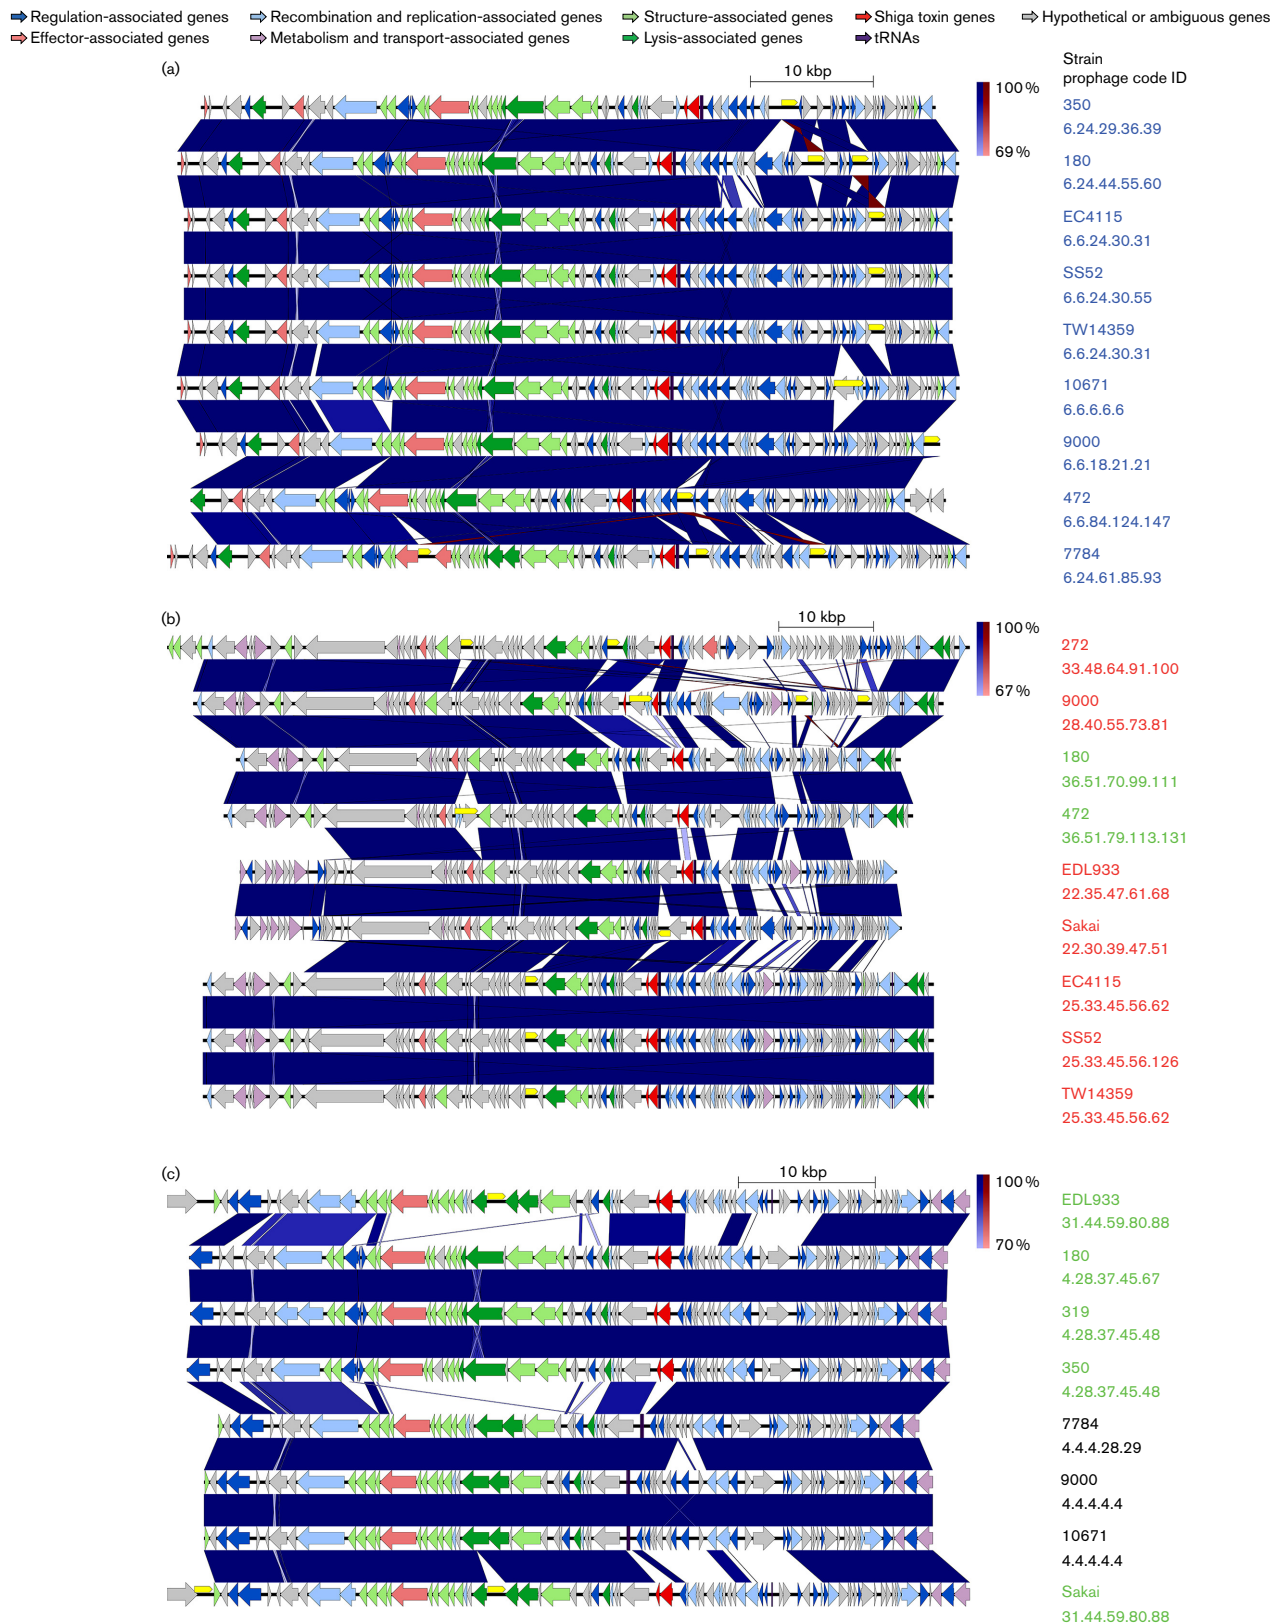 Regulation-associated genes Recombination and replication-associated genes Structure-associated genes Shiga toxin genes Hypothetical or ambiguous genes
Effector-associated genes Metabolism and transport-associated genes Lysis-associated genes tRNAs
Strain
prophage code ID
(a)
10 kbp
100 %
69 %
350
6.24.29.36.39
180
6.24.44.55.60
EC4115
6.6.24.30.31
SS52
6.6.24.30.55
TW14359
6.6.24.30.31
10671
6.6.6.6.6
9000
6.6.18.21.21
472
6.6.84.124.147
7784
6.24.61.85.93
(b)
10 kbp
100 %
67 %
272
33.48.64.91.100
9000
28.40.55.73.81
180
36.51.70.99.111
472
36.51.79.113.131
EDL933
22.35.47.61.68
Sakai
22.30.39.47.51
EC4115
25.33.45.56.62
SS52
25.33.45.56.126
TW14359
25.33.45.56.62
(c)
10 kbp
100 %
70 %
EDL933
31.44.59.80.88
180
4.28.37.45.67
319
4.28.37.45.48
350
4.28.37.45.48
7784
4.4.4.28.29
9000
4.4.4.4.4
10671
4.4.4.4.4
Sakai
31.44.59.80.88